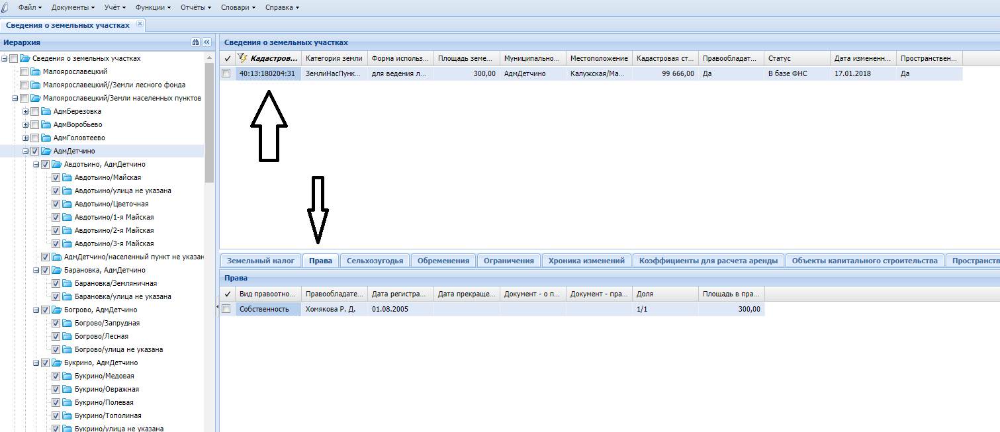 Файл Документы Учёт Функции Отчёты Словари Справка
Сведения о земельных участках
Иерархия
Сведения о земельных участках
Малоярославецкий
Малоярославецкий//Земли лесного фонда
Малоярославецкий/Земли населенных пунктов
АдмБерезовка
АдмВоробьево
АдмГоловтеево
АдмДетчино
Авдотьино, АдмДетчино
Авдотьино/Майская
Авдотьино/улица не указана
Авдотьино/Цветочная
Авдотьино/1-я Майская
Авдотьино/2-я Майская
Авдотьино/3-я Майская
АдмДетчино/населенный пункт не указан
Барановка, АдмДетчино
Барановка/Земляничная
Барановка/улица не указана
Богрово, АдмДетчино
Богрово/Запрудная
Богрово/Лесная
Богрово/улица не указана
Букрино, АдмДетчино
Букрино/Медовая
Букрино/Овражная
Букрино/Полевая
Букрино/Тополиная
Букрино/улица не указана
Сведения о земельных участках
Кадастров... Категория земли Форма использ... Площадь земе... Муниципально... Местоположение Кадастровая ст... Правообладат... Статус Дата изменени... Пространствен...
40:13:180204:31 ЗемлиНасПунк... для ведения л... 300,00 АдмДетчино Калужская/Ма... 99 666,00 Да В базе ФНС 17.01.2018 Да
Земельный налог Права Сельхозугодья Обременения Ограничения Хроника изменений Коэффициенты для расчета аренды Объекты капитального строительства Пространств
Права
Вид правоотно... Правообладате... Дата регистра... Дата прекраще... Документ - о п... Документ - пра... Доля Площадь в пра...
Собственность Хомякова Р. Д. 01.08.2005 1/1 300,00